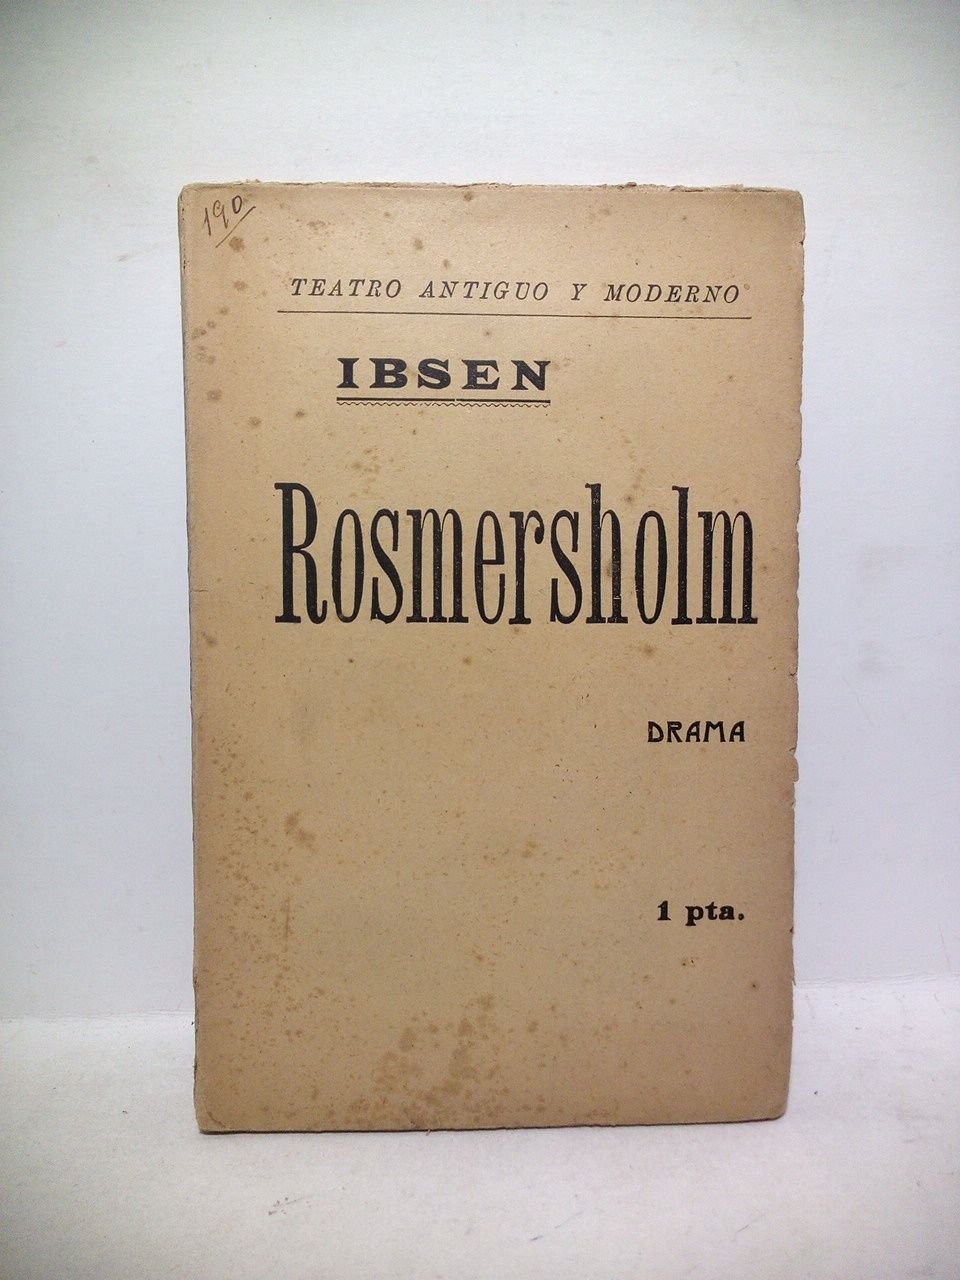 190
TEATRO ANTIGUO Y MODERNO
IBSEN
Rosmersholm
DRAMA
1 pta.